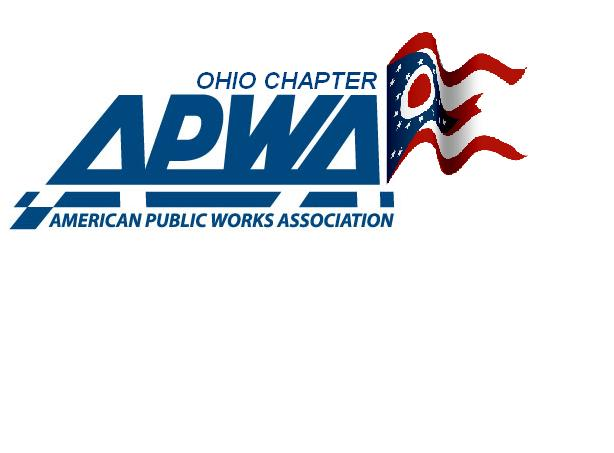 OHIO CHAPTER
APWA
AMERICAN PUBLIC WORKS ASSOCIATION